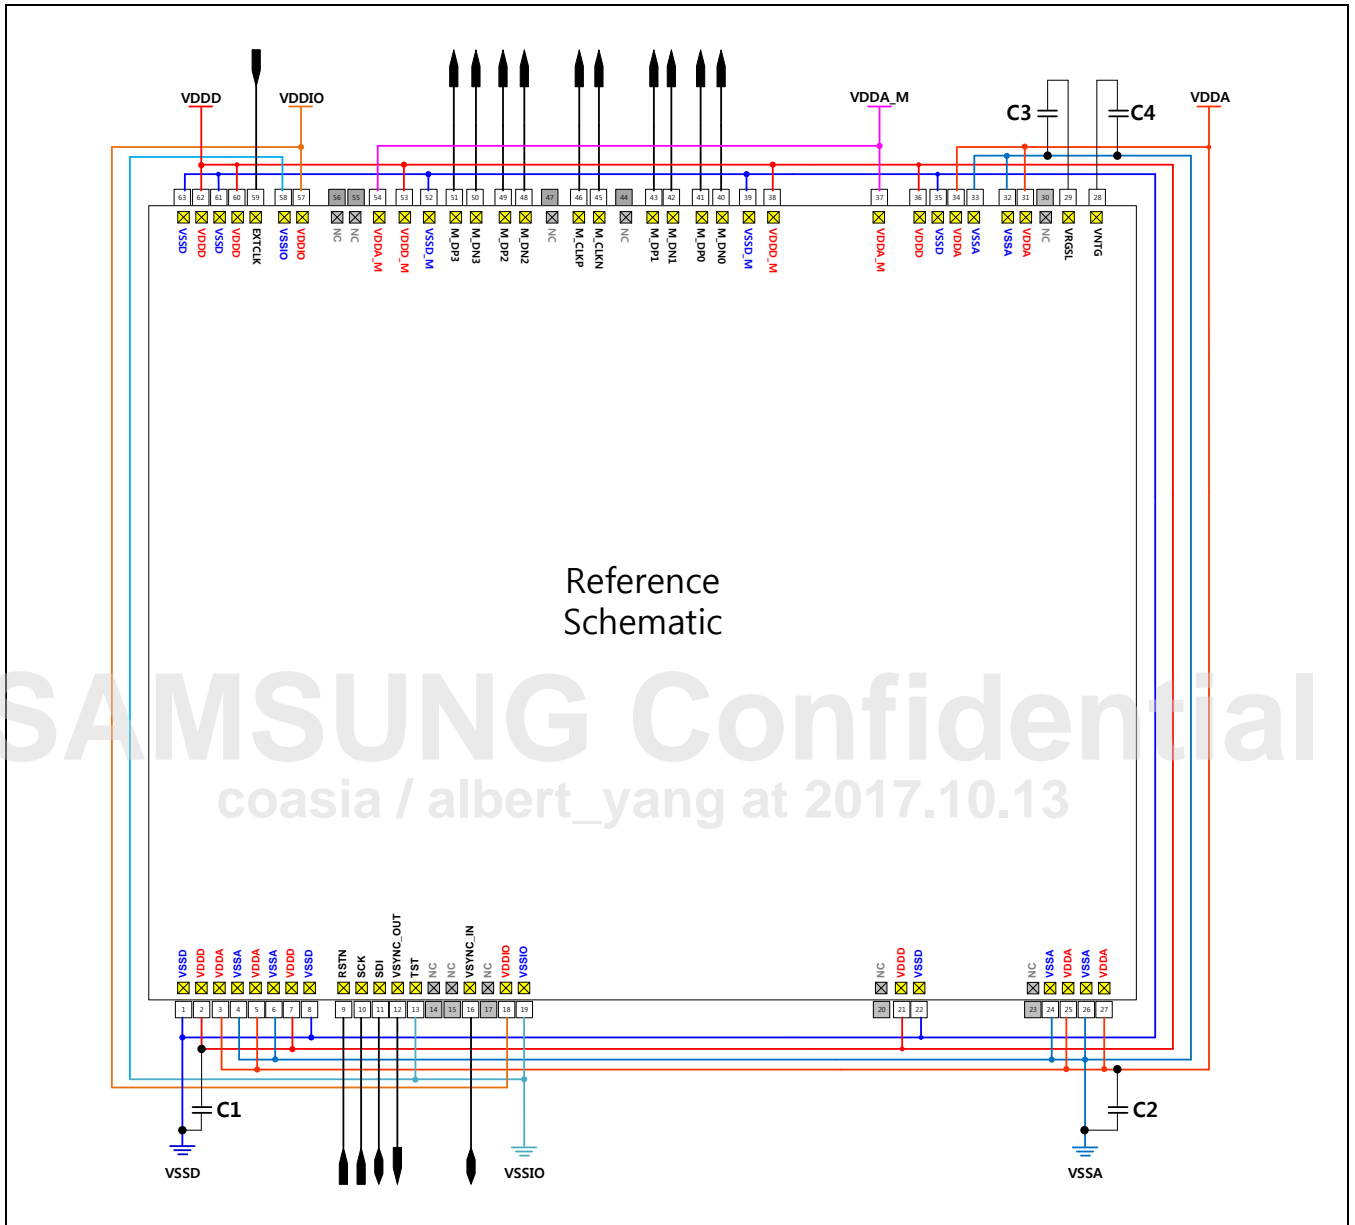 VDDD
VDDIO
VDDA_M
C3
C4
VDDA
63 62 61 60 59 58 57 56 55 54 53 52 51 50 49 48 47 46 45 44 43 42 41 40 39 38 37 36 35 34 33 32 31 30 29 28
VSSD
VDDD
VSSD
VDDD
EXTCLK
VSSIO
VDDIO
NC
NC
VDDA_M
VDDD_M
VSSD_M
M_DP3
M_DN3
M_DP2
M_DN2
NC
M_CLKP
M_CLKN
NC
M_DP1
M_DN1
M_DP0
M_DN0
VSSD_M
VDDD_M
VDDA_M
VDDD
VSSD
VDDA
VSSA
VSSA
VDDA
NC
VRGSL
VNTG
Reference
Schematic
SAMSUNG Confidential
coasia / albert_yang at 2017.10.13
VSSD
VDDD
VDDA
VSSA
VDDA
VSSA
VDDD
VSSD
RSTN
SCK
SDI
VSYNC_OUT
TST
NC
NC
VSYNC_IN
NC
VDDIO
VSSIO
NC
VDDD
VSSD
NC
VSSA
VDDA
VSSA
VDDA
1 2 3 4 5 6 7 8 9 10 11 12 13 14 15 16 17 18 19 20 21 22 23 24 25 26 27
C1
C2
VSSD
VSSIO
VSSA